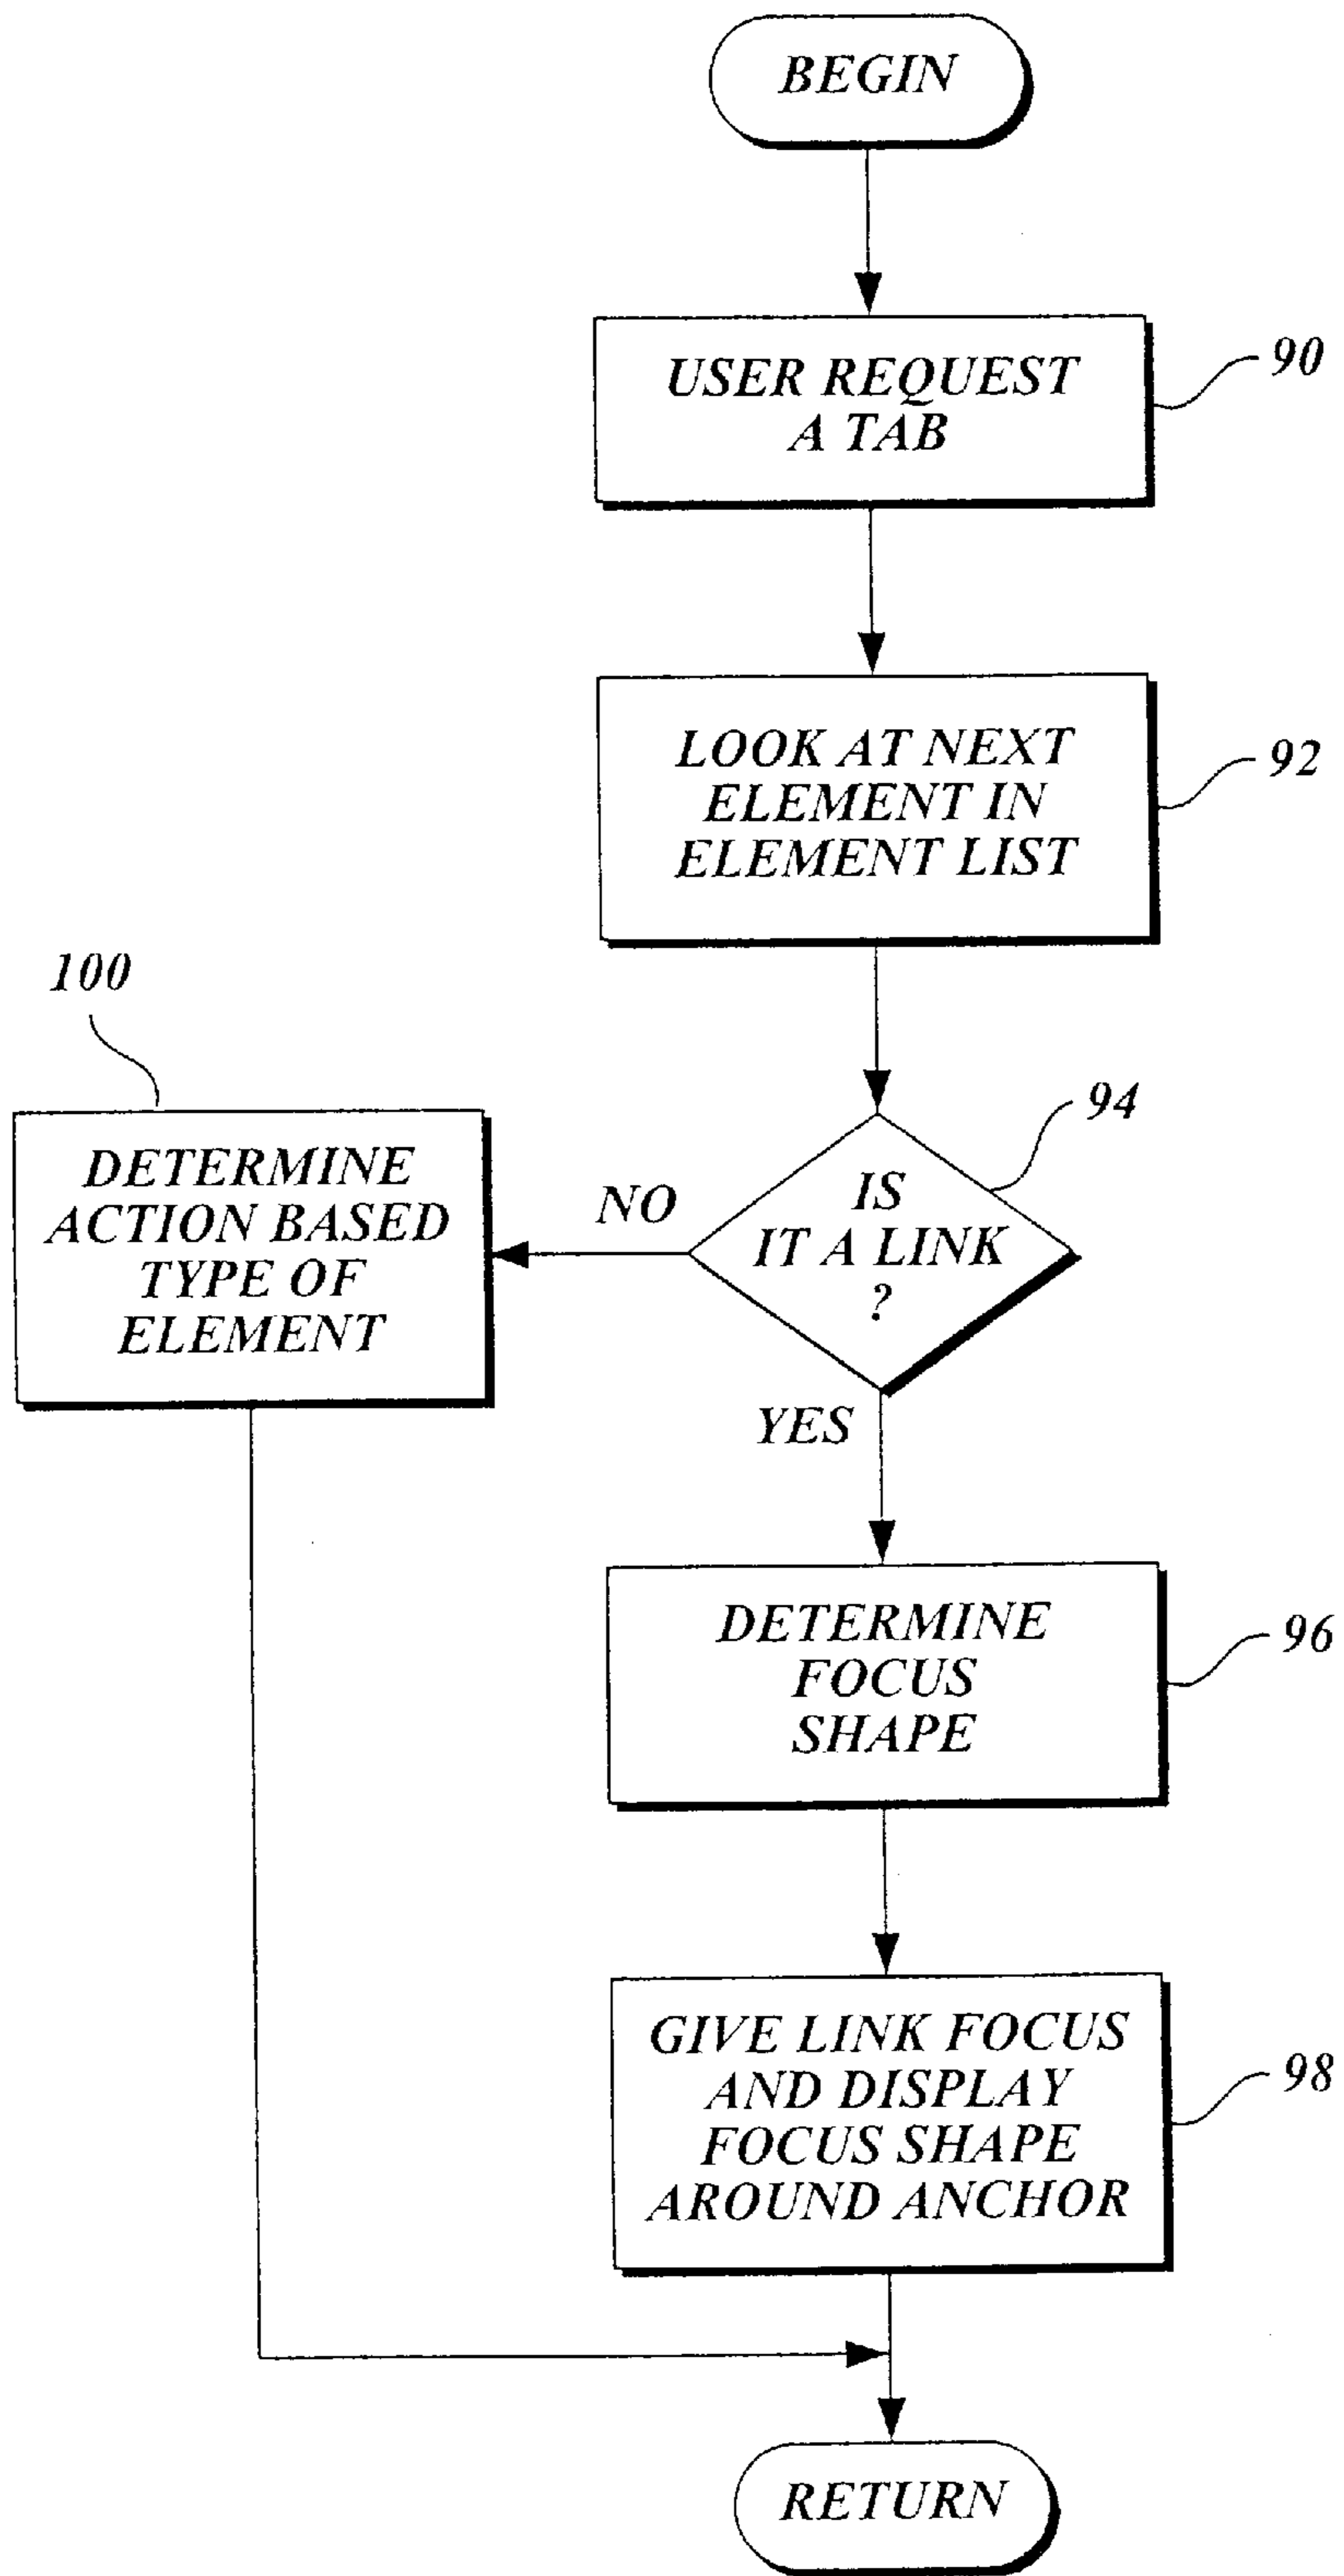 BEGIN
USER REQUEST
A TAB
90
LOOK AT NEXT
ELEMENT IN
ELEMENT LIST
92
100
DETERMINE
ACTION BASED
TYPE OF
ELEMENT
NO
IS
IT A LINK
?
94
YES
DETERMINE
FOCUS
SHAPE
96
GIVE LINK FOCUS
AND DISPLAY
FOCUS SHAPE
AROUND ANCHOR
98
RETURN